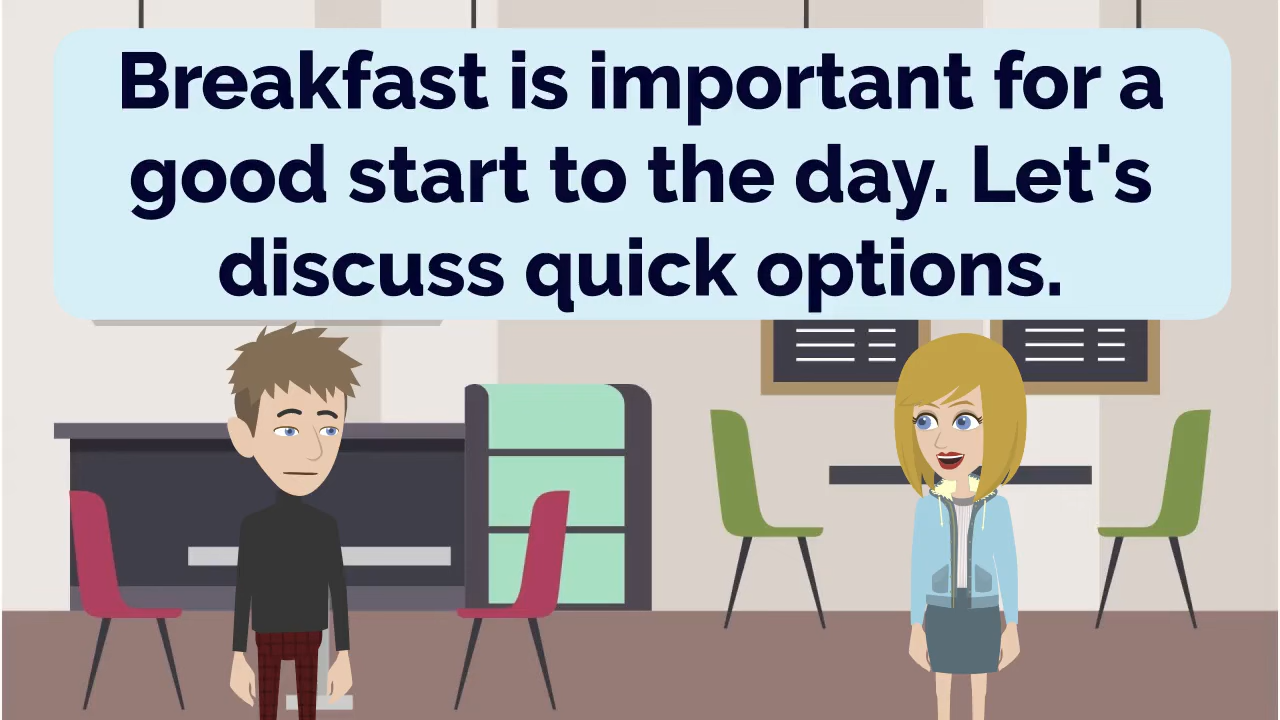 Breakfast is important for a
good start to the day. Let's
discuss quick options.